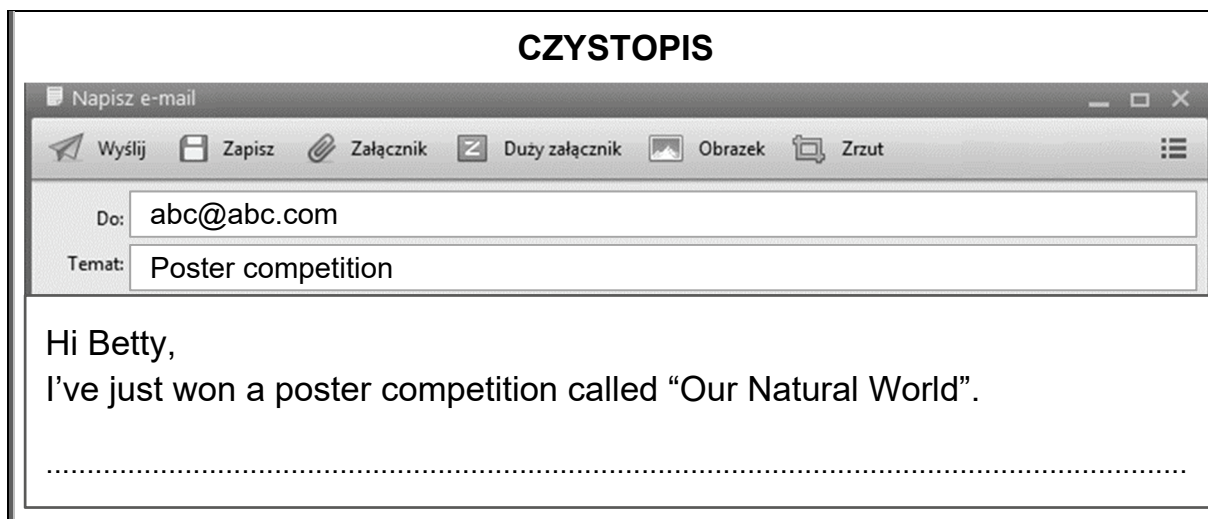 CZYSTOPIS
Napisz e-mail
Wyślij Zapisz Załącznik Duży załącznik Obrazek Zrzut
Do: abc@abc.com
Temat: Poster competition
Hi Betty,
I’ve just won a poster competition called “Our Natural World”.
....................................................................................................................................................